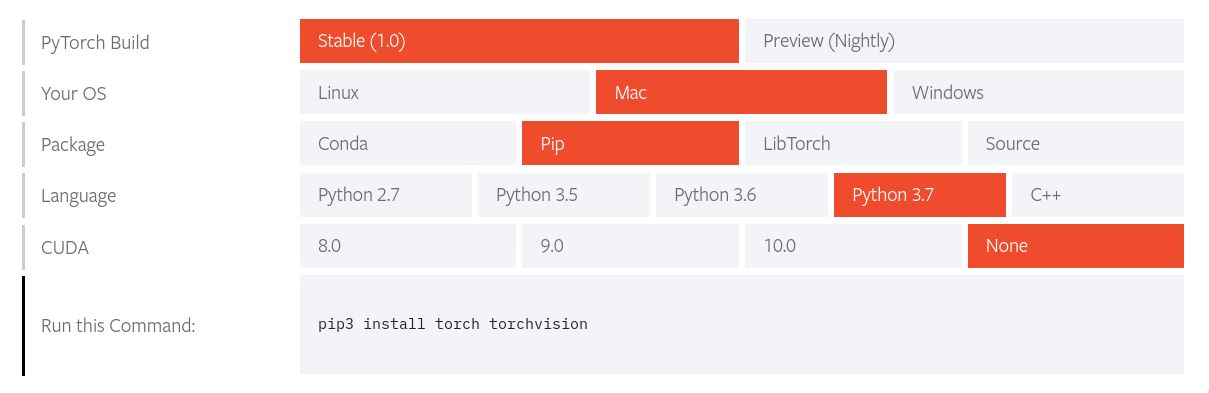 PyTorch Build Stable (1.0) Preview (Nightly)
Your OS Linux Mac Windows
Package Conda Pip LibTorch Source
Language Python 2.7 Python 3.5 Python 3.6 Python 3.7 C++
CUDA 8.0 9.0 10.0 None
Run this Command: pip3 install torch torchvision